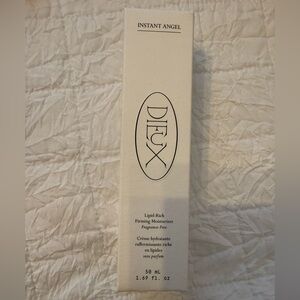 INSTANT ANGEL
DIEUX
Lipid-Rich
Firming Moisturizer
Fragrance Free
Crème hydratante
raffermissante riche
en lipides
sans parfum
50 mL
1.69 fl. oz